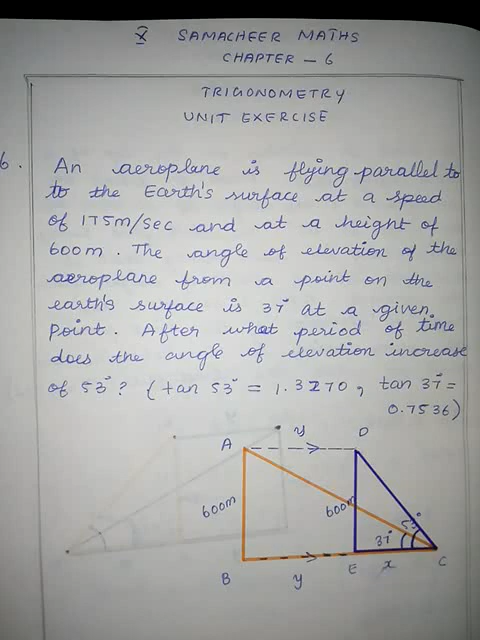 X SAMACHEER MATHS
CHAPTER - 6
TRIGONOMETRY
UNIT EXERCISE
6. An aeroplane is flying parallel to
to the Earth's surface at a speed
of 175m/sec and at a height of
600m. The angle of elevation of the
aeroplane from a point on the
earth's surface is 37° at a given
point. After what period of time
does the angle of elevation increase
of 53°? (tan 53° = 1.3270, tan 37° =
0.7536)
A y D
600m 600m
53°
37°
B y E x C